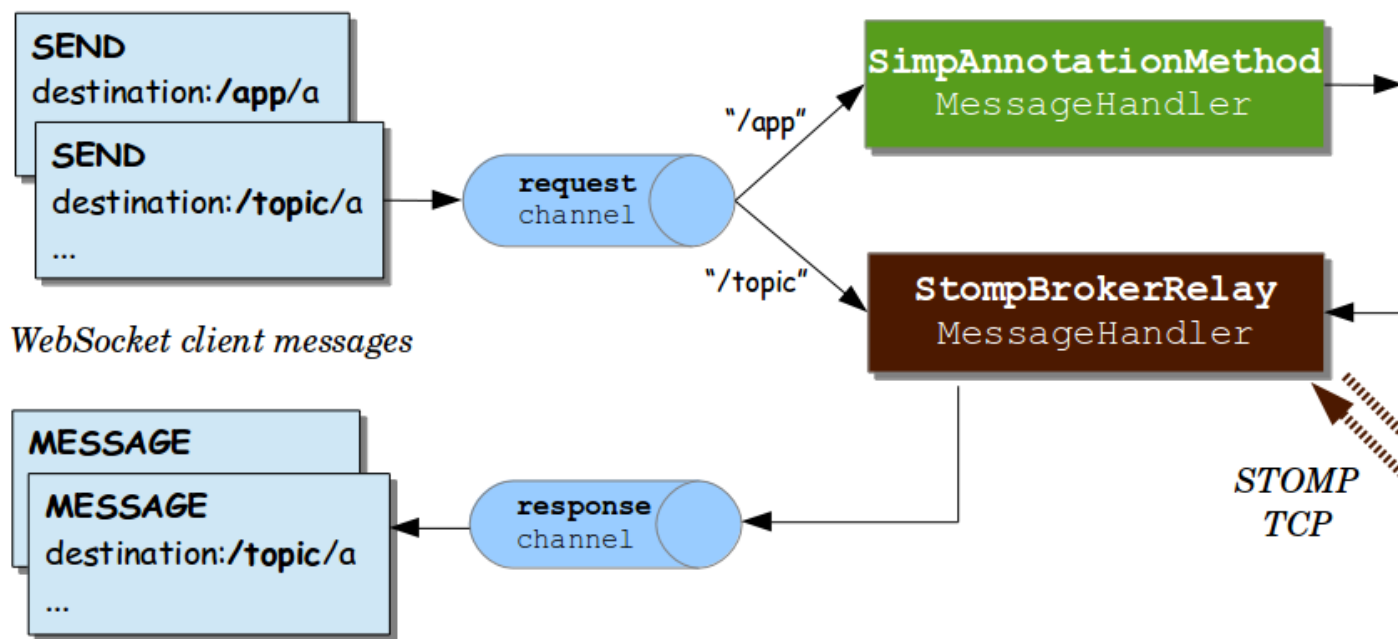 SEND
destination:/app/a
SEND
destination:/topic/a
...
WebSocket client messages
request
channel
“/app”
“/topic”
SimpAnnotationMethod
MessageHandler
StompBrokerRelay
MessageHandler
STOMP
TCP
MESSAGE
MESSAGE
destination:/topic/a
...
response
channel